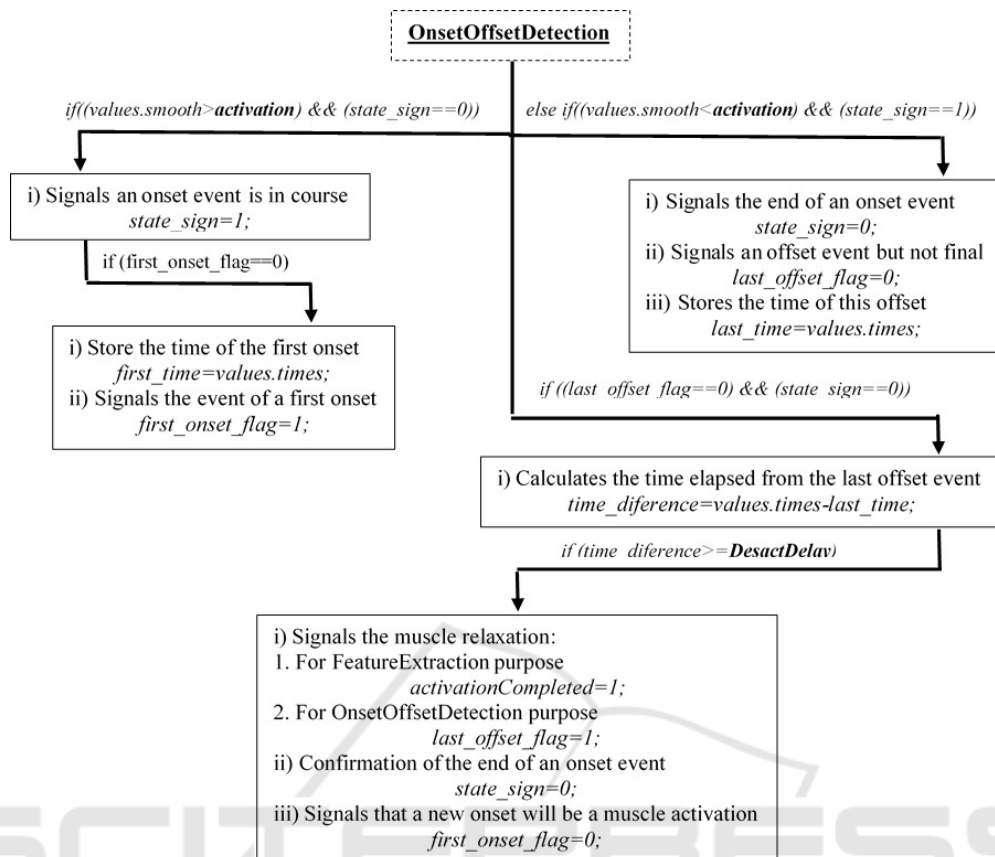 OnsetOffsetDetection
if((values.smooth>activation) && (state_sign==0))
else if((values.smooth<activation) && (state_sign==1))
i) Signals an onset event is in course
state_sign=1;
if (first_onset_flag==0)
i) Store the time of the first onset
first_time=values.times;
ii) Signals the event of a first onset
first_onset_flag=1;
i) Signals the end of an onset event
state_sign=0;
ii) Signals an offset event but not final
last_offset_flag=0;
iii) Stores the time of this offset
last_time=values.times;
if ((last offset flag==0) && (state sign==0))
i) Calculates the time elapsed from the last offset event
time_diference=values.times-last_time;
if (time diference>=DesactDelay)
i) Signals the muscle relaxation:
1. For FeatureExtraction purpose
activationCompleted=1;
2. For OnsetOffsetDetection purpose
last_offset_flag=1;
ii) Confirmation of the end of an onset event
state_sign=0;
iii) Signals that a new onset will be a muscle activation
first_onset_flag=0;